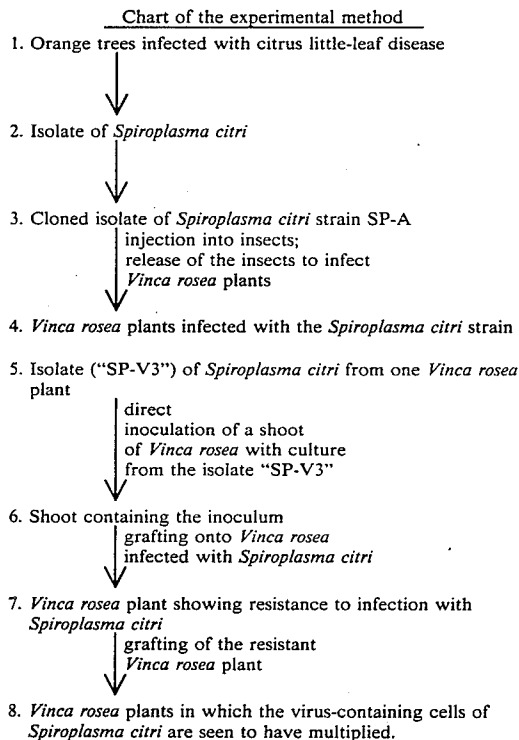 Chart of the experimental method
1. Orange trees infected with citrus little-leaf disease
2. Isolate of Spiroplasma citri
3. Cloned isolate of Spiroplasma citri strain SP-A
injection into insects;
release of the insects to infect
Vinca rosea plants
4. Vinca rosea plants infected with the Spiroplasma citri strain
5. Isolate (“SP-V3”) of Spiroplasma citri from one Vinca rosea
plant
direct
inoculation of a shoot
of Vinca rosea with culture
from the isolate “SP-V3”
6. Shoot containing the inoculum
grafting onto Vinca rosea
infected with Spiroplasma citri
7. Vinca rosea plant showing resistance to infection with
Spiroplasma citri
grafting of the resistant
Vinca rosea plant
8. Vinca rosea plants in which the virus-containing cells of
Spiroplasma citri are seen to have multiplied.